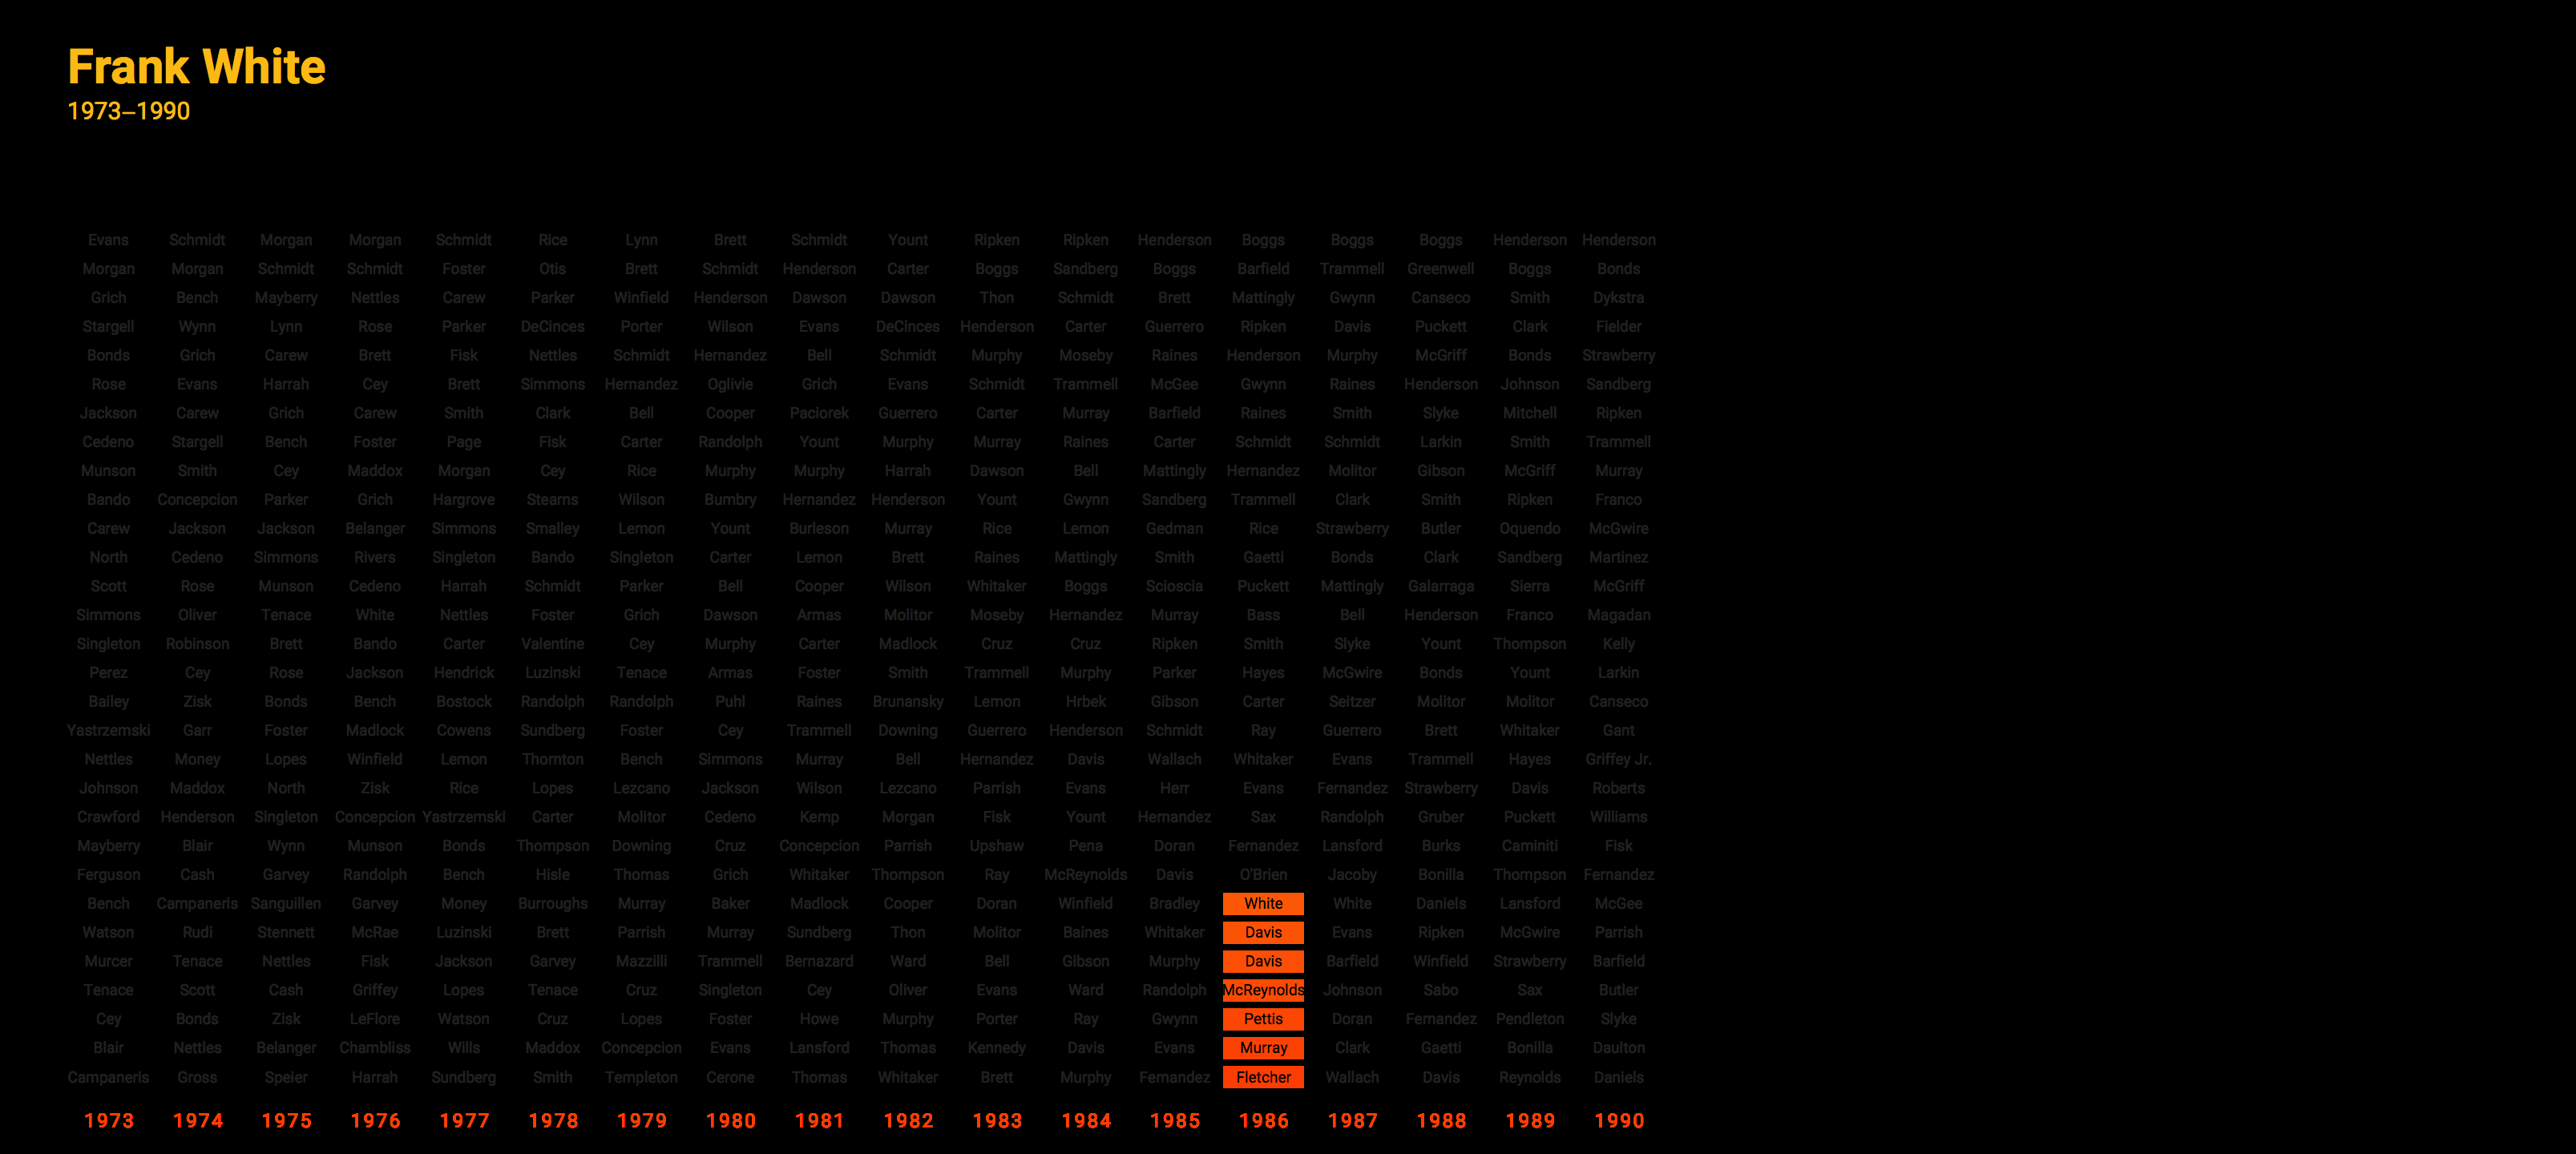 Frank White
1973–1990
Evans Schmidt Morgan Morgan Schmidt Rice Lynn Brett Schmidt Yount Ripken Ripken Henderson Boggs Boggs Boggs Henderson Henderson
Morgan Morgan Schmidt Schmidt Foster Otis Brett Schmidt Henderson Carter Boggs Sandberg Boggs Barfield Trammell Greenwell Boggs Bonds
Grich Bench Mayberry Nettles Carew Parker Winfield Henderson Dawson Dawson Thon Schmidt Brett Mattingly Gwynn Canseco Smith Dykstra
Stargell Wynn Lynn Rose Parker DeCinces Porter Wilson Evans DeCinces Henderson Carter Guerrero Ripken Davis Puckett Clark Fielder
Bonds Grich Carew Brett Fisk Nettles Schmidt Hernandez Bell Schmidt Murphy Moseby Raines Henderson Murphy McGriff Bonds Strawberry
Rose Evans Harrah Cey Brett Simmons Hernandez Oglivie Grich Evans Schmidt Trammell McGee Gwynn Raines Henderson Johnson Sandberg
Jackson Carew Grich Carew Smith Clark Bell Cooper Paciorek Guerrero Carter Murray Barfield Raines Smith Slyke Mitchell Ripken
Cedeno Stargell Bench Foster Page Fisk Carter Randolph Yount Murphy Murray Raines Carter Schmidt Schmidt Larkin Smith Trammell
Munson Smith Cey Maddox Morgan Cey Rice Murphy Murphy Harrah Dawson Bell Mattingly Hernandez Molitor Gibson McGriff Murray
Bando Concepcion Parker Grich Hargrove Stearns Wilson Bumbry Hernandez Henderson Yount Gwynn Sandberg Trammell Clark Smith Ripken Franco
Carew Jackson Jackson Belanger Simmons Smalley Lemon Yount Burleson Murray Rice Lemon Gedman Rice Strawberry Butler Oquendo McGwire
North Cedeno Simmons Rivers Singleton Bando Singleton Carter Lemon Brett Raines Mattingly Smith Gaetti Bonds Clark Sandberg Martinez
Scott Rose Munson Cedeno Harrah Schmidt Parker Bell Cooper Wilson Whitaker Boggs Scioscia Puckett Mattingly Galarraga Sierra McGriff
Simmons Oliver Tenace White Nettles Foster Grich Dawson Armas Molitor Moseby Hernandez Murray Bass Bell Henderson Franco Magadan
Singleton Robinson Brett Bando Carter Valentine Cey Murphy Carter Madlock Cruz Cruz Ripken Smith Slyke Yount Thompson Kelly
Perez Cey Rose Jackson Hendrick Luzinski Tenace Armas Foster Smith Trammell Murphy Parker Hayes McGwire Bonds Yount Larkin
Bailey Zisk Bonds Bench Bostock Randolph Randolph Puhl Raines Brunansky Lemon Hrbek Gibson Carter Seitzer Molitor Molitor Canseco
Yastrzemski Garr Foster Madlock Cowens Sundberg Foster Cey Trammell Downing Guerrero Henderson Schmidt Ray Guerrero Brett Whitaker Gant
Nettles Money Lopes Winfield Lemon Thornton Bench Simmons Murray Bell Hernandez Davis Wallach Whitaker Evans Trammell Hayes Griffey Jr.
Johnson Maddox North Zisk Rice Lopes Lezcano Jackson Wilson Lezcano Parrish Evans Herr Evans Fernandez Strawberry Davis Roberts
Crawford Henderson Singleton Concepcion Yastrzemski Carter Molitor Cedeno Kemp Morgan Fisk Yount Hernandez Sax Randolph Gruber Puckett Williams
Mayberry Blair Wynn Munson Bonds Thompson Downing Cruz Concepcion Parrish Upshaw Pena Doran Fernandez Lansford Burks Caminiti Fisk
Ferguson Cash Garvey Randolph Bench Hisle Thomas Grich Whitaker Thompson Ray McReynolds Davis O'Brien Jacoby Bonilla Thompson Fernandez
Bench Campaneris Sanguillen Garvey Money Burroughs Murray Baker Madlock Cooper Doran Winfield Bradley White White Daniels Lansford McGee
Watson Rudi Stennett McRae Luzinski Brett Parrish Murray Sundberg Thon Molitor Baines Whitaker Davis Evans Ripken McGwire Parrish
Murcer Tenace Nettles Fisk Jackson Garvey Mazzilli Trammell Bernazard Ward Bell Gibson Murphy Davis Barfield Winfield Strawberry Barfield
Tenace Scott Cash Griffey Lopes Tenace Cruz Singleton Cey Oliver Evans Ward Randolph McReynolds Johnson Sabo Sax Butler
Cey Bonds Zisk LeFlore Watson Cruz Lopes Foster Howe Murphy Porter Ray Gwynn Pettis Doran Fernandez Pendleton Slyke
Blair Nettles Belanger Chambliss Wills Maddox Concepcion Evans Lansford Thomas Kennedy Davis Evans Murray Clark Gaetti Bonilla Daulton
Campaneris Gross Speier Harrah Sundberg Smith Templeton Cerone Thomas Whitaker Brett Murphy Fernandez Fletcher Wallach Davis Reynolds Daniels
1973 1974 1975 1976 1977 1978 1979 1980 1981 1982 1983 1984 1985 1986 1987 1988 1989 1990